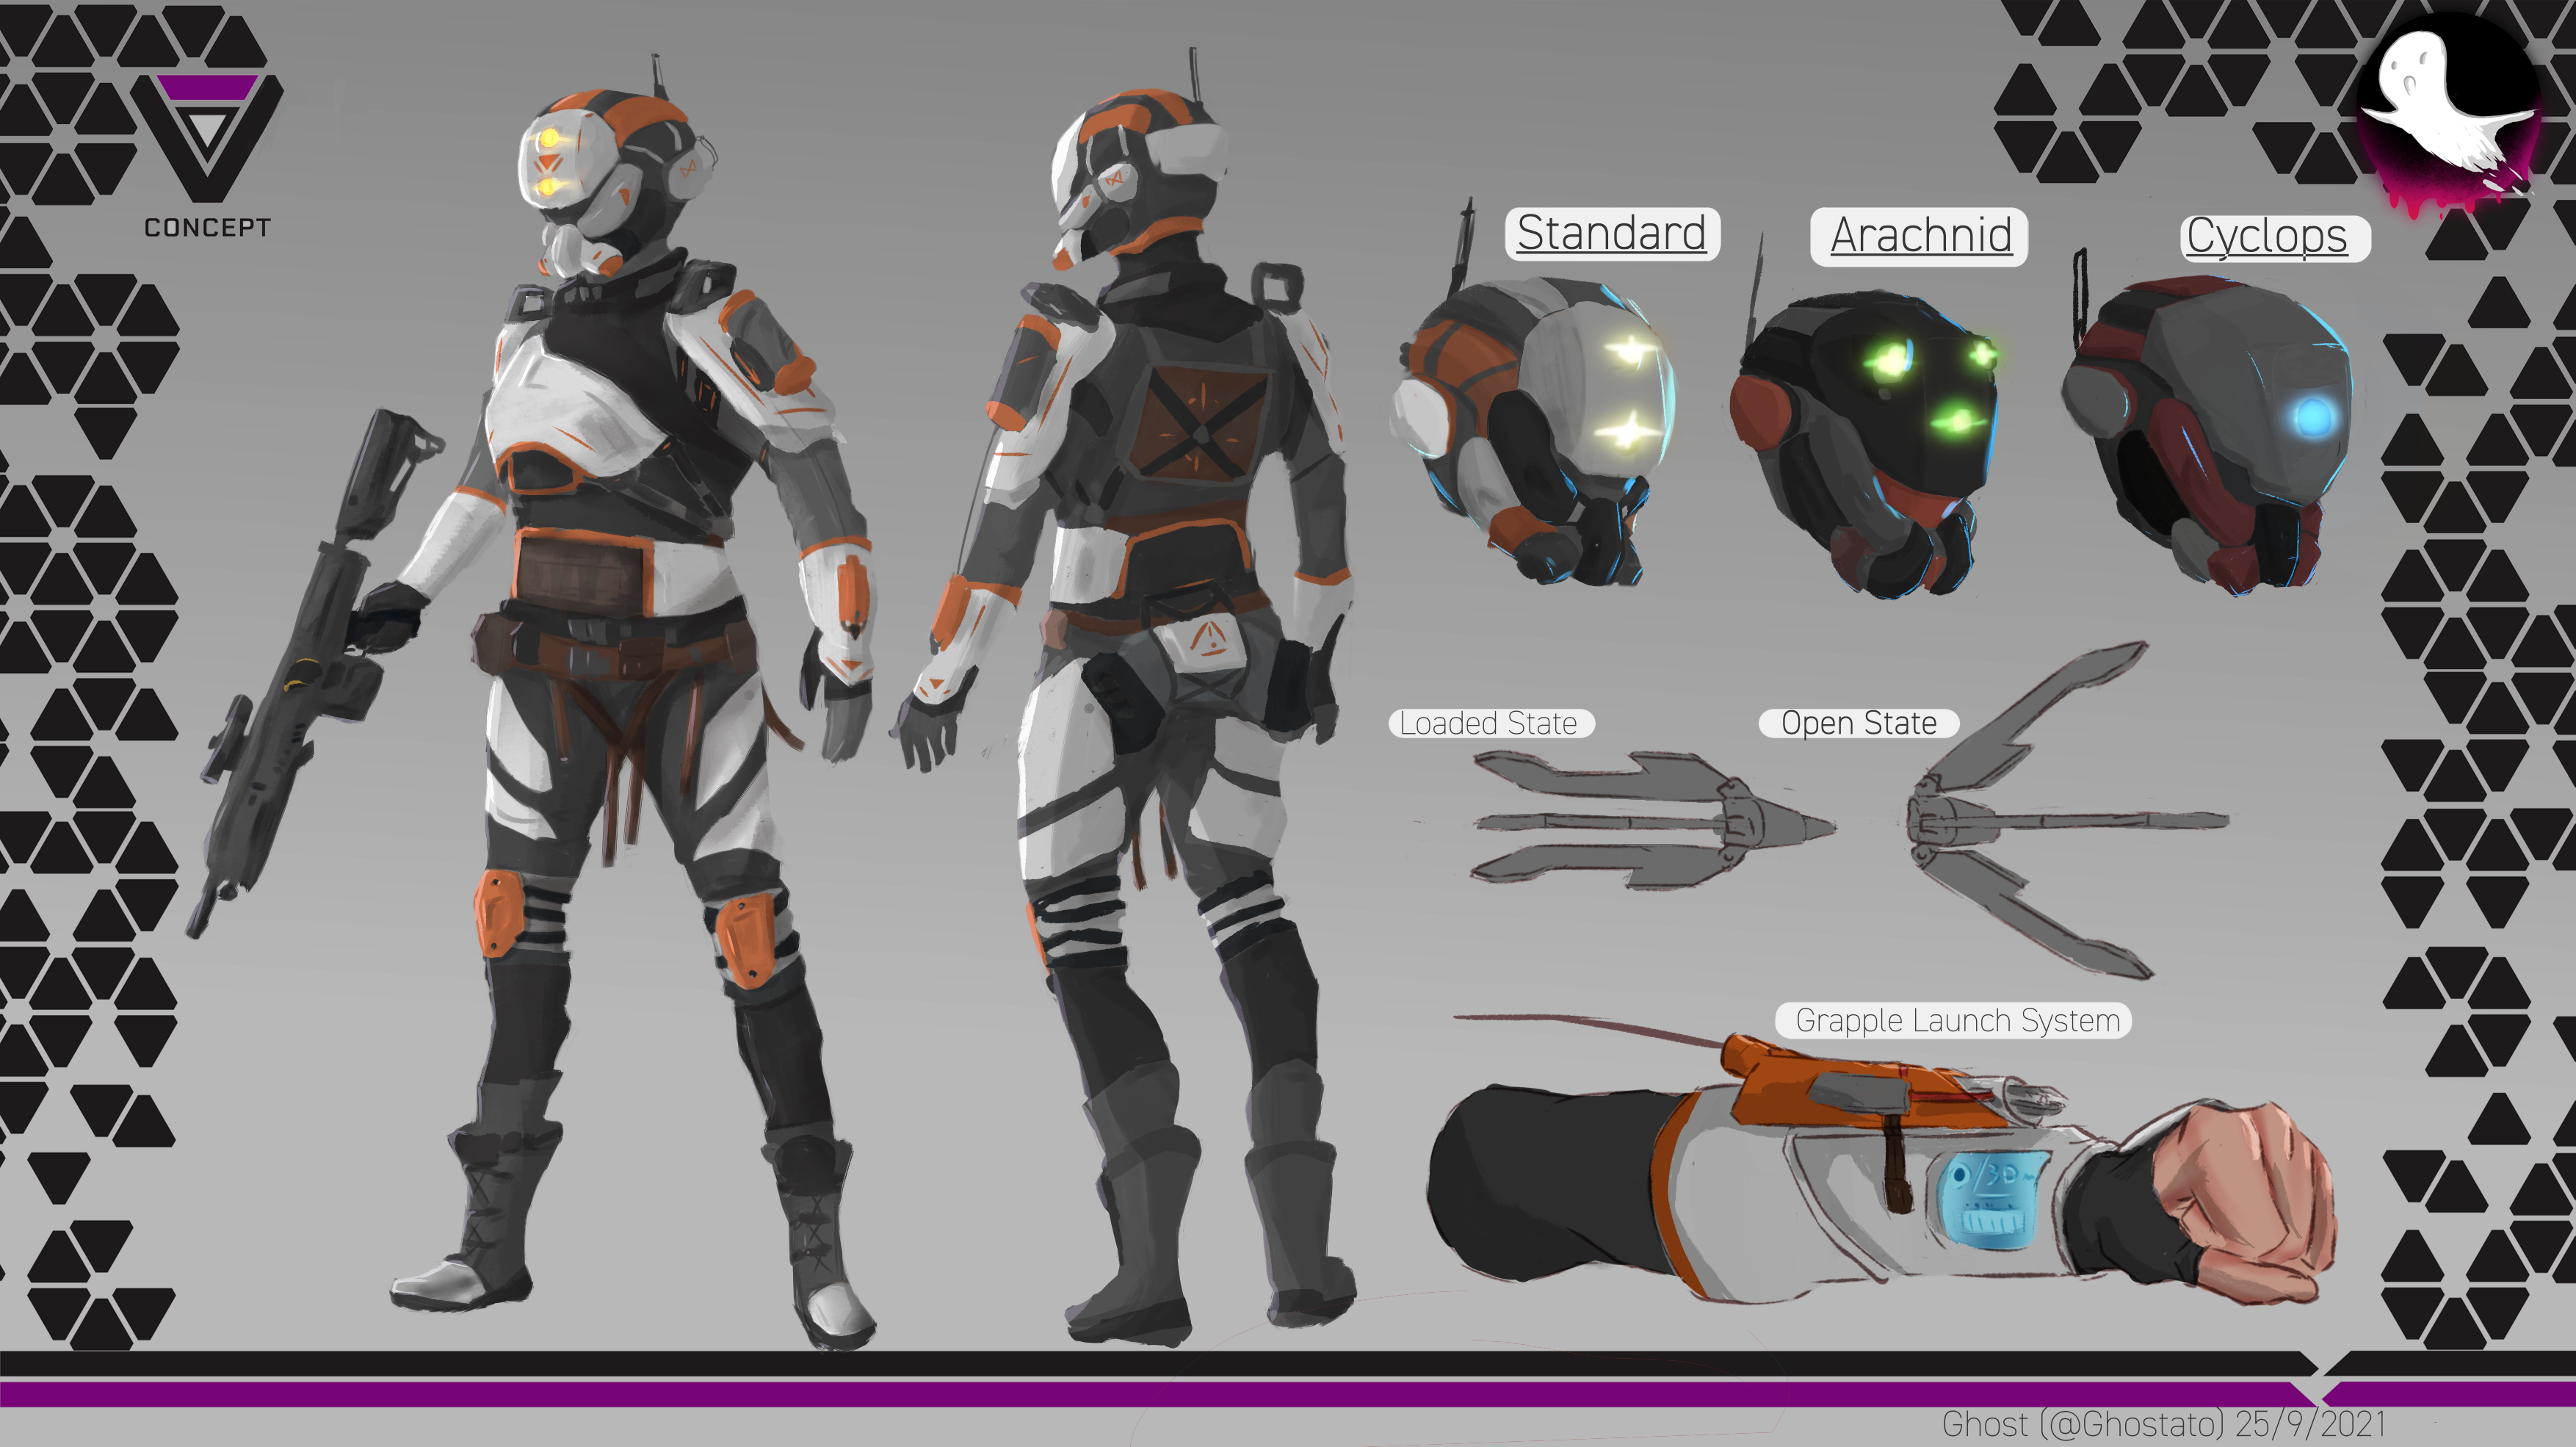 CONCEPT
Standard
Arachnid
Cyclops
Loaded State
Open State
Grapple Launch System
Ghost (@Ghostato) 25/9/2021